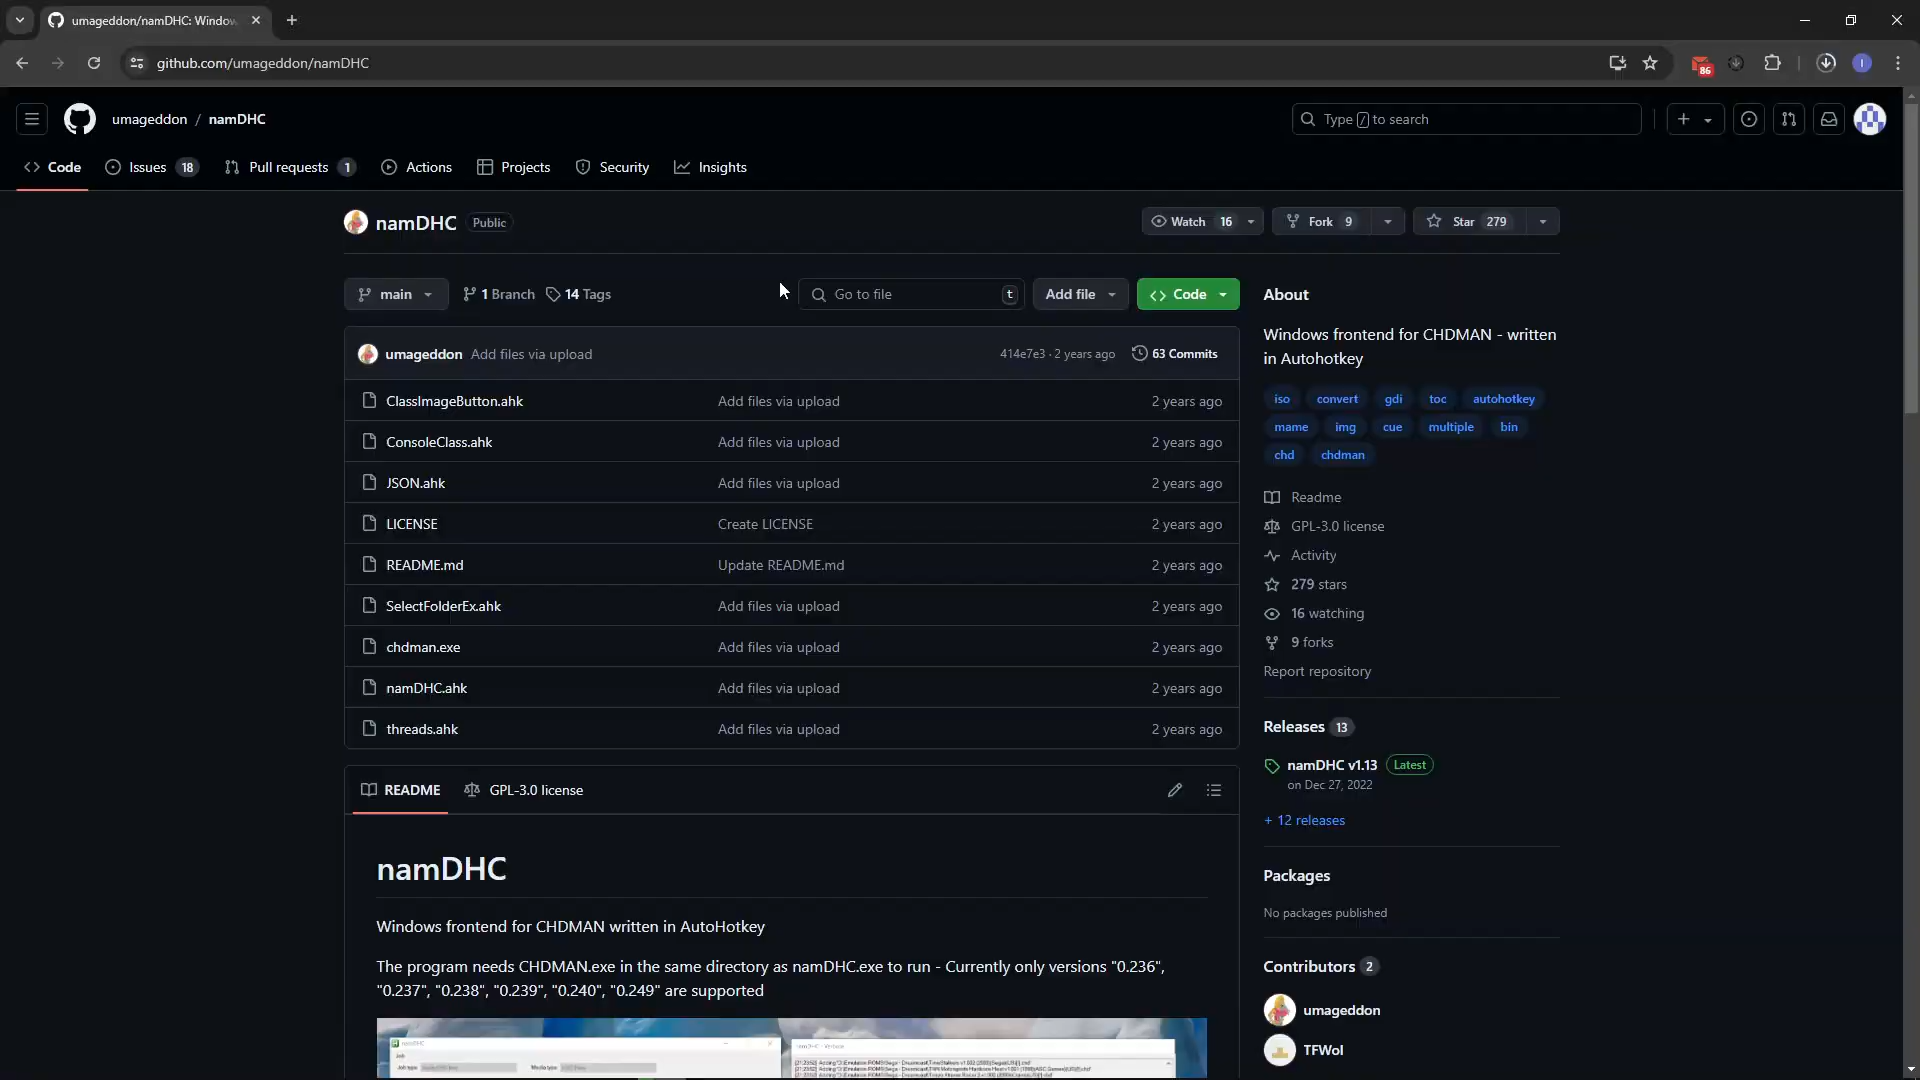 umageddon/namDHC: Window
github.com/umageddon/namDHC
86
I
umageddon / namDHC
Type / to search
Code
Issues 18
Pull requests 1
Actions
Projects
Security
Insights
namDHC Public
Watch 16
Fork 9
Star 279
main
1 Branch
14 Tags
Go to file t
Add file
Code
umageddon Add files via upload 414e7e3 · 2 years ago 63 Commits
ClassImageButton.ahk Add files via upload 2 years ago
ConsoleClass.ahk Add files via upload 2 years ago
JSON.ahk Add files via upload 2 years ago
LICENSE Create LICENSE 2 years ago
README.md Update README.md 2 years ago
SelectFolderEx.ahk Add files via upload 2 years ago
chdman.exe Add files via upload 2 years ago
namDHC.ahk Add files via upload 2 years ago
threads.ahk Add files via upload 2 years ago
README
GPL-3.0 license
namDHC
Windows frontend for CHDMAN written in AutoHotkey
The program needs CHDMAN.exe in the same directory as namDHC.exe to run - Currently only versions "0.236",
"0.237", "0.238", "0.239", "0.240", "0.249" are supported
namDHC
Job
Job type
Media type
About
Windows frontend for CHDMAN - written
in Autohotkey
iso convert gdi toc autohotkey
mame img cue multiple bin
chd chdman
Readme
GPL-3.0 license
Activity
279 stars
16 watching
9 forks
Report repository
Releases 13
namDHC v1.13 Latest
on Dec 27, 2022
+ 12 releases
Packages
No packages published
Contributors 2
umageddon
TFWol